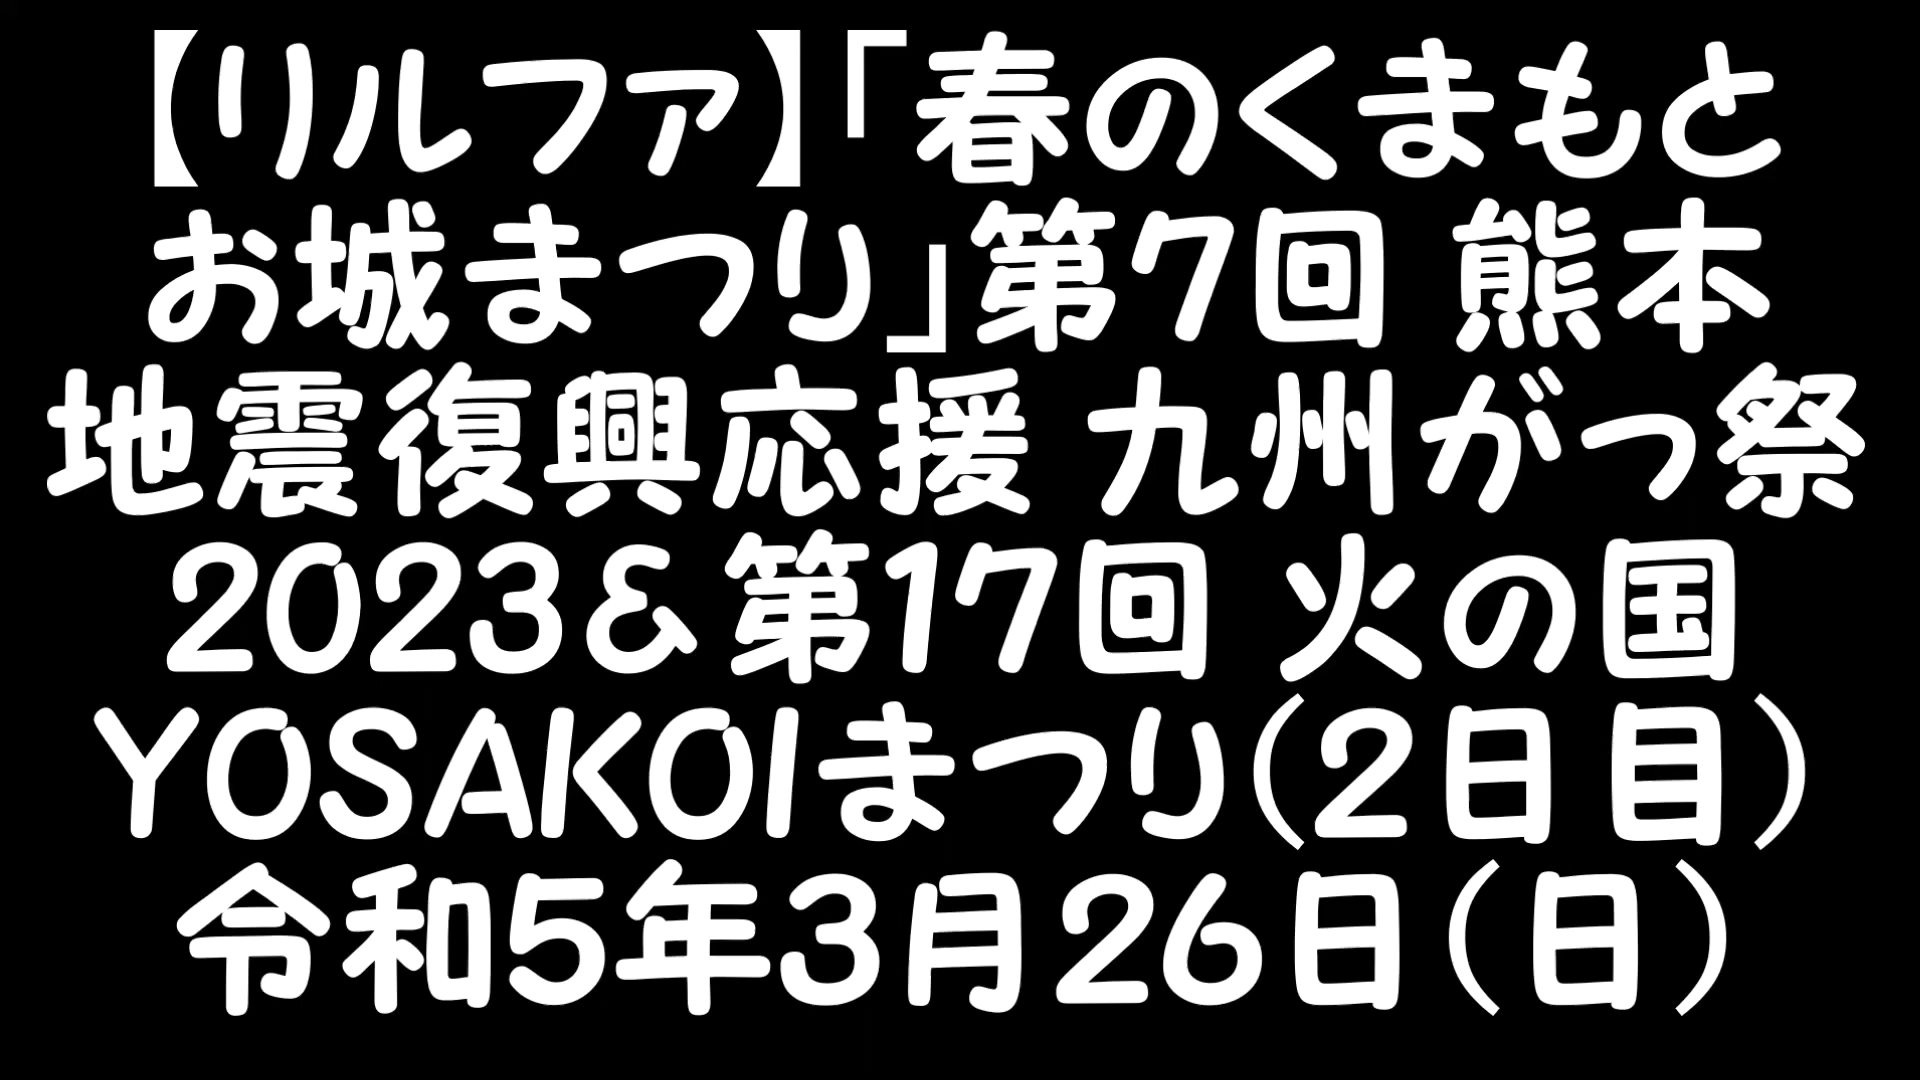 【リルファ】「春のくまもと
お城まつり」第7回 熊本
地震復興応援 九州がっ祭
2023&第17回 火の国
YOSAKOIまつり(2日目)
令和5年3月26日(日)